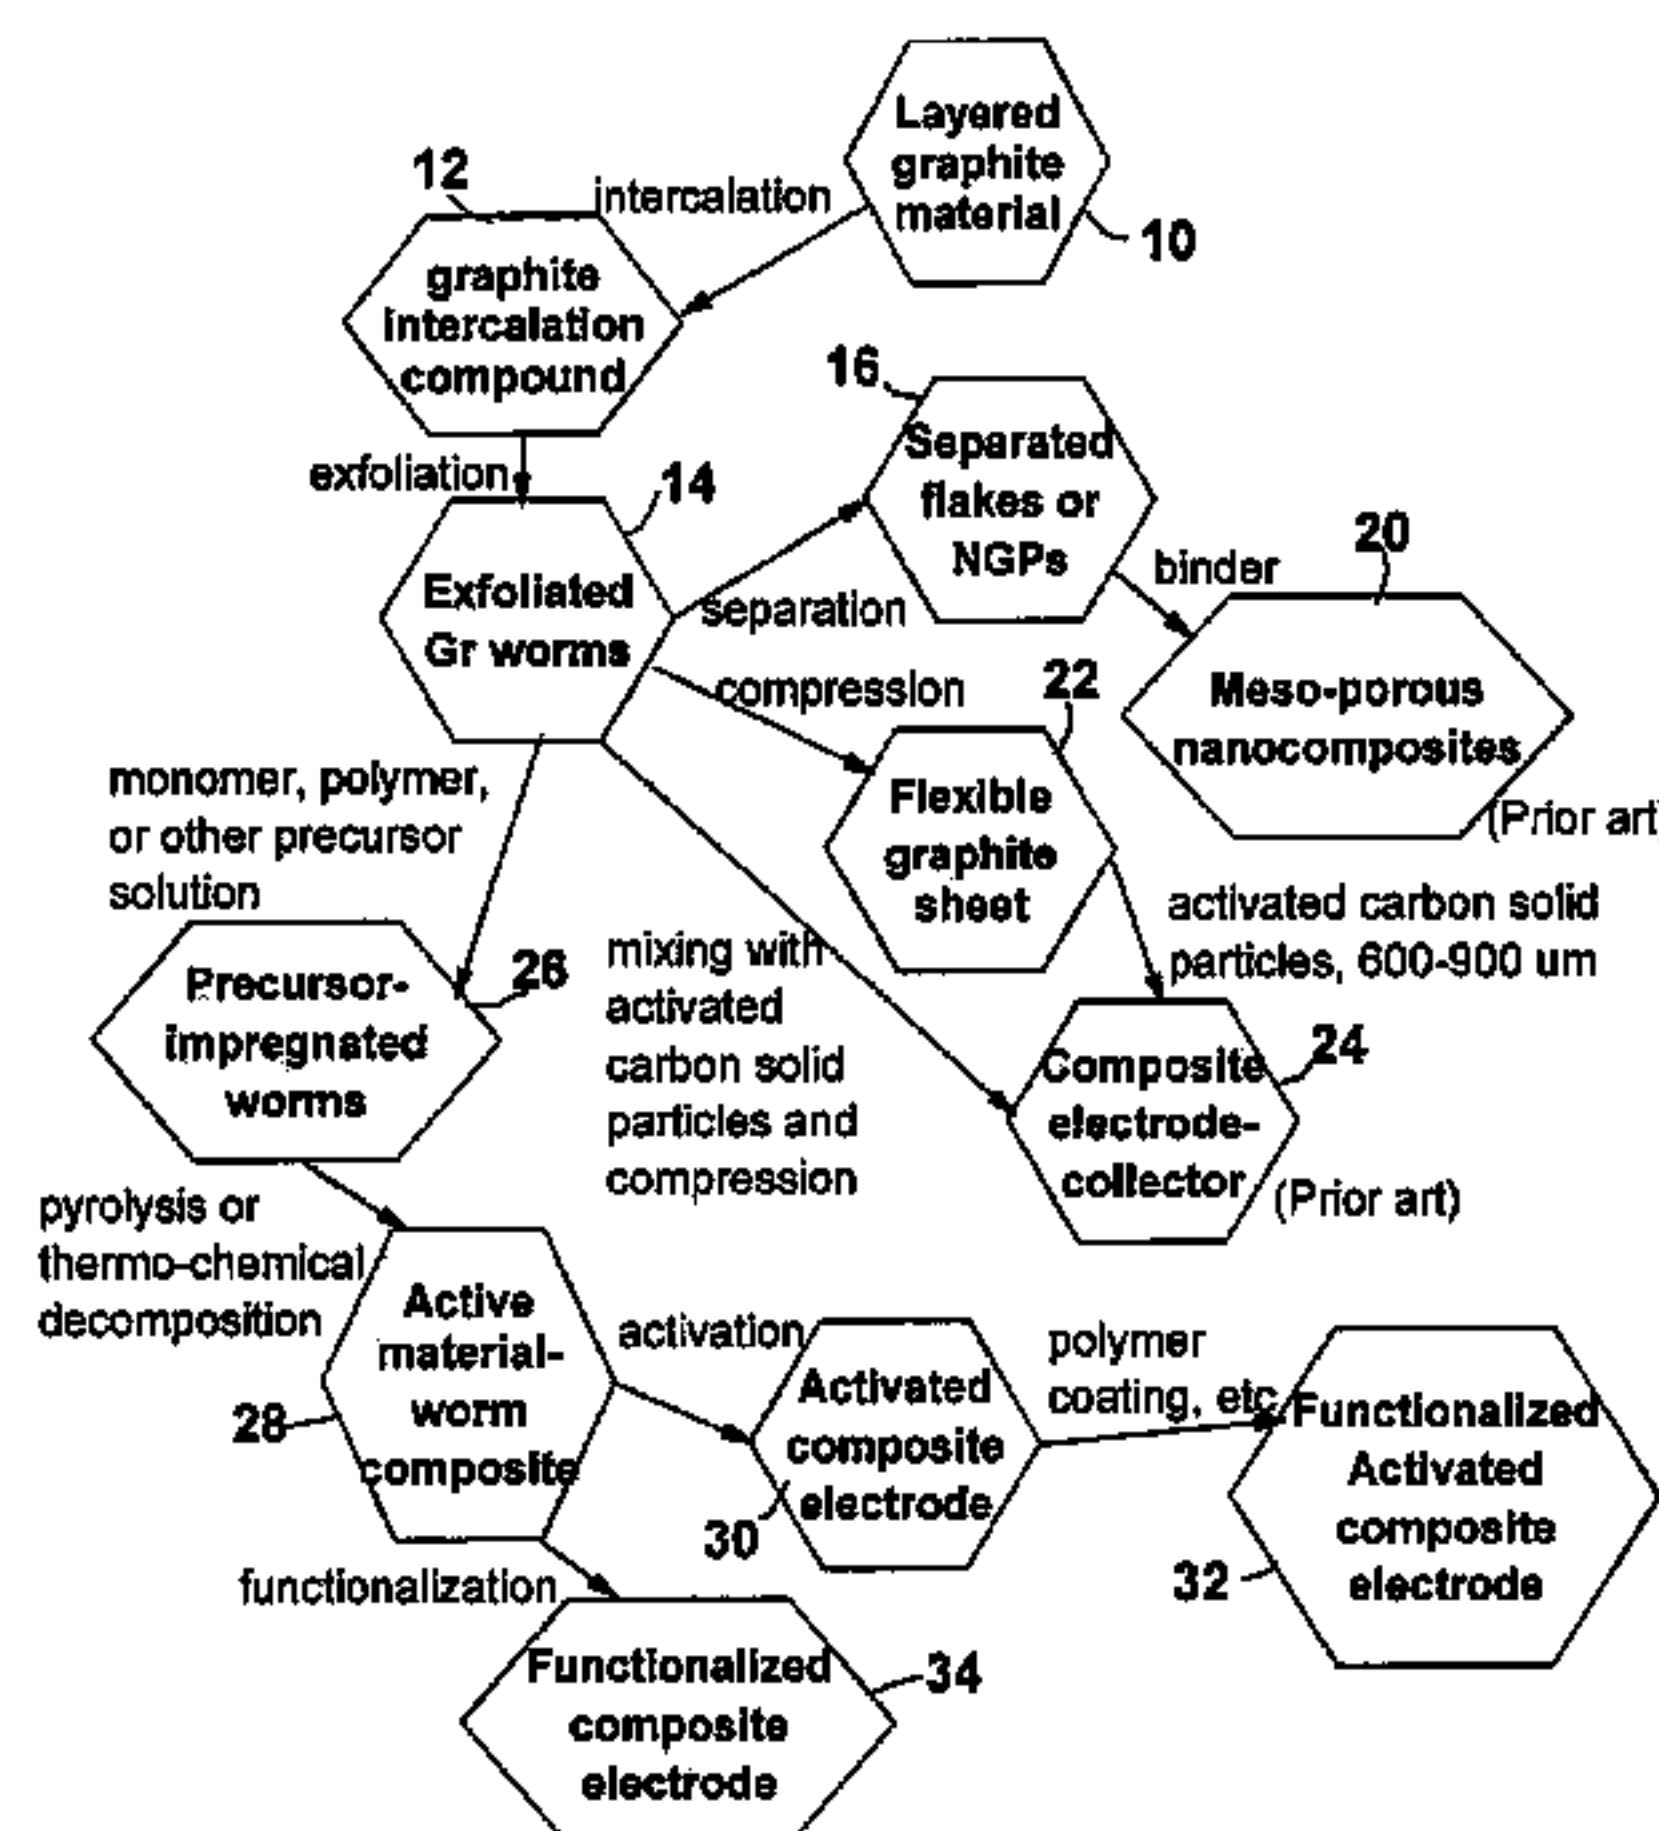 Layered
graphite
material
10
12
intercalation
graphite
intercalation
compound
exfoliation
14
Exfoliated
Gr worms
16
Separated
flakes or
NGPs
separation
binder
20
Meso-porous
nanocomposites
(Prior art)
compression
22
Flexible
graphite
sheet
activated carbon solid
particles, 600-900 um
monomer, polymer,
or other precursor
solution
26
Precursor-
impregnated
worms
mixing with
activated
carbon solid
particles and
compression
24
Composite
electrode-
collector
(Prior art)
pyrolysis or
thermo-chemical
decomposition
28
Active
material-
worm
composite
activation
30
Activated
composite
electrode
polymer
coating, etc.
32
Functionalized
Activated
composite
electrode
functionalization
34
Functionalized
composite
electrode